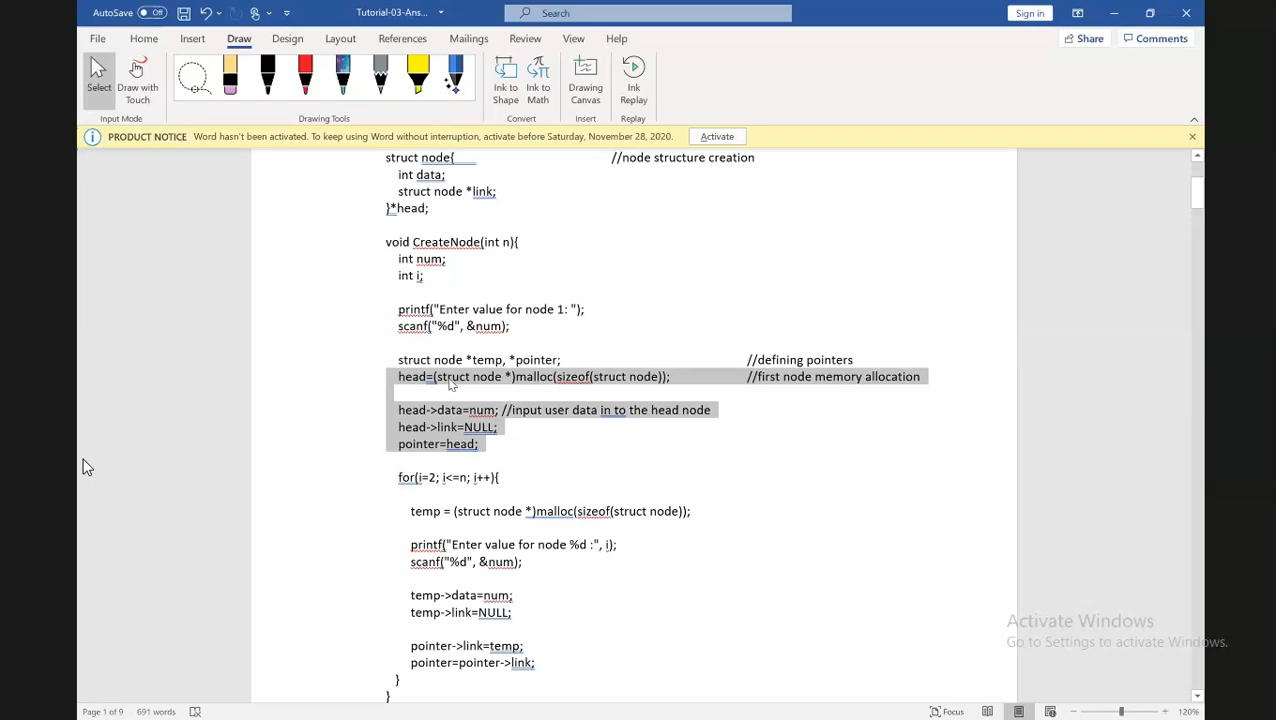 AutoSave Off Tutorial-03-Ans... Search Sign in
File Home Insert Draw Design Layout References Mailings Review View Help Share Comments
Select Draw with Touch Ink to Shape Ink to Math Drawing Canvas Ink Replay
Input Mode Drawing Tools Convert Insert Replay
PRODUCT NOTICE Word hasn't been activated. To keep using Word without interruption, activate before Saturday, November 28, 2020. Activate
struct node{ //node structure creation
int data;
struct node *link;
}*head;
void CreateNode(int n){
int num;
int i;
printf("Enter value for node 1: ");
scanf("%d", &num);
struct node *temp, *pointer; //defining pointers
head=(struct node *)malloc(sizeof(struct node)); //first node memory allocation
head->data=num; //input user data in to the head node
head->link=NULL;
pointer=head;
for(i=2; i<=n; i++){
temp = (struct node *)malloc(sizeof(struct node));
printf("Enter value for node %d :", i);
scanf("%d", &num);
temp->data=num;
temp->link=NULL;
pointer->link=temp;
pointer=pointer->link;
}
}
Activate Windows
Go to Settings to activate Windows.
Page 1 of 9 691 words Focus 120%